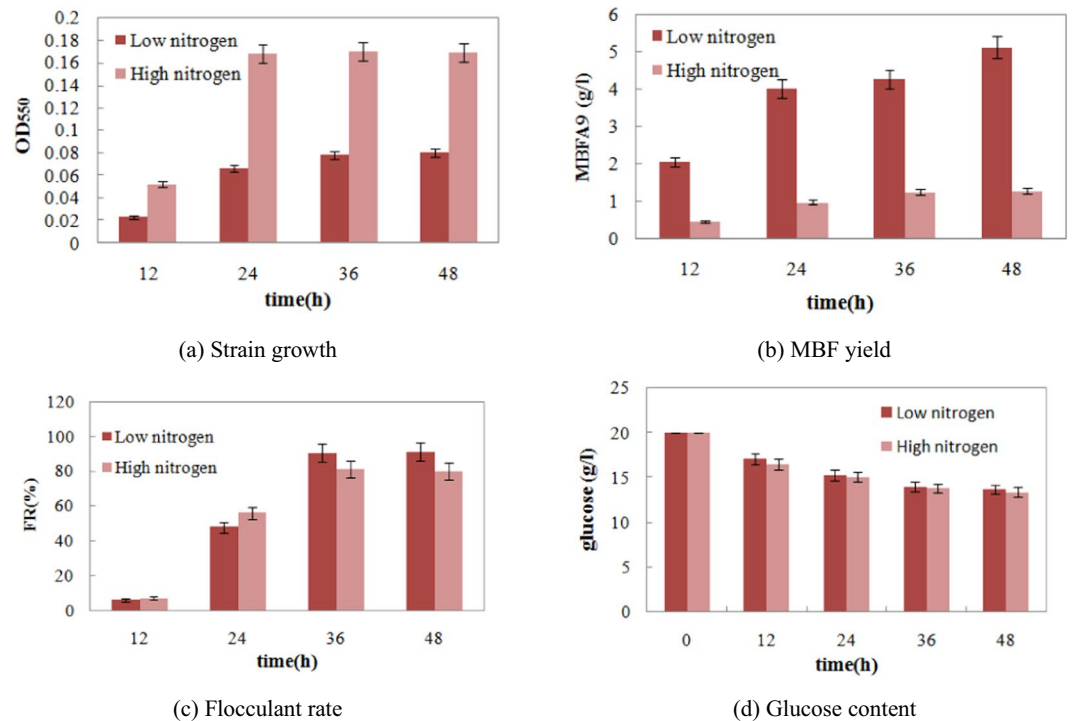 0.2
0.18
0.16
0.14
0.12
0.1
0.08
0.06
0.04
0.02
0
OD550
Low nitrogen
High nitrogen
12 24 36 48
time(h)
(a) Strain growth
6
5
4
3
2
1
0
MBFA9 (g/l)
Low nitrogen
High nitrogen
12 24 36 48
time(h)
(b) MBF yield
120
100
80
60
40
20
0
FR(%)
Low nitrogen
High nitrogen
12 24 36 48
time(h)
(c) Flocculant rate
25
20
15
10
5
0
glucose (g/l)
Low nitrogen
High nitrogen
0 12 24 36 48
time(h)
(d) Glucose content